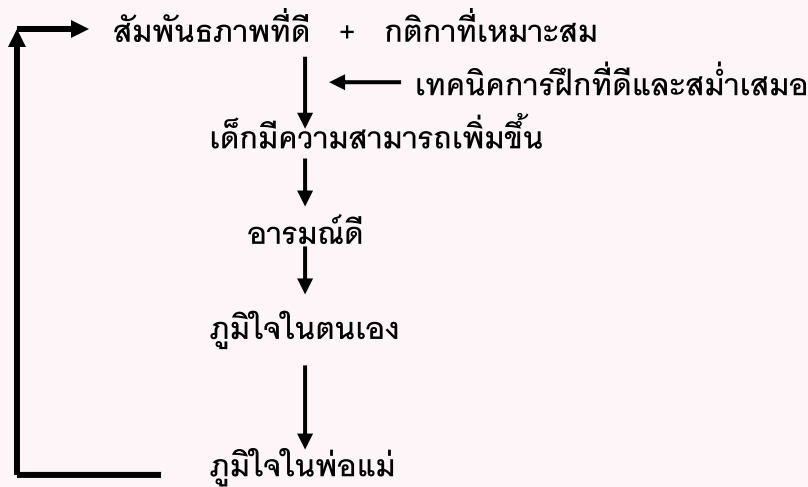 สัมพันธภาพที่ดี + กติกาที่เหมาะสม
เทคนิคการฝึกที่ดีและสม่ำเสมอ
เด็กมีความสามารถเพิ่มขึ้น
อารมณ์ดี
ภูมิใจในตนเอง
ภูมิใจในพ่อแม่